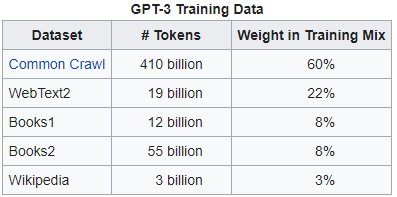 GPT-3 Training Data
Dataset # Tokens Weight in Training Mix
Common Crawl 410 billion 60%
WebText2 19 billion 22%
Books1 12 billion 8%
Books2 55 billion 8%
Wikipedia 3 billion 3%